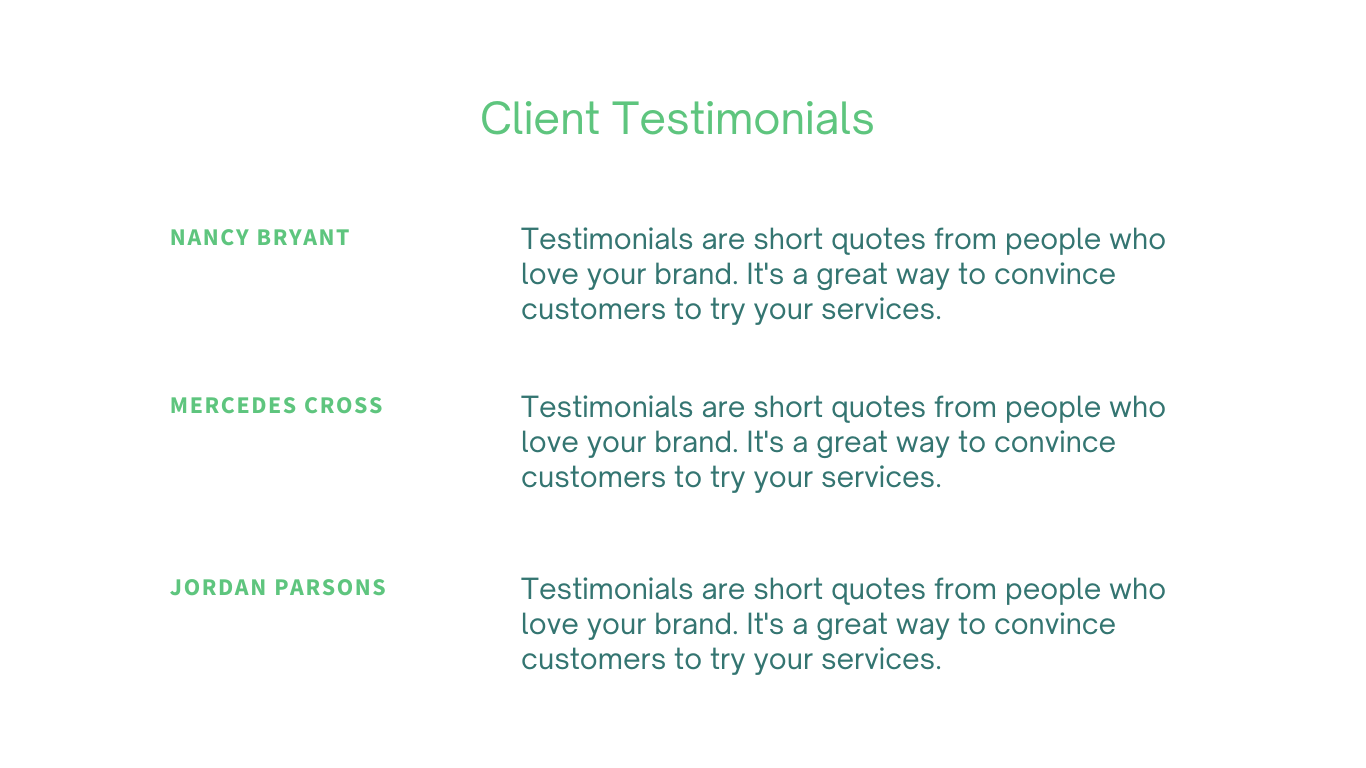 Client Testimonials
NANCY BRYANT
Testimonials are short quotes from people who
love your brand. It's a great way to convince
customers to try your services.
MERCEDES CROSS
Testimonials are short quotes from people who
love your brand. It's a great way to convince
customers to try your services.
JORDAN PARSONS
Testimonials are short quotes from people who
love your brand. It's a great way to convince
customers to try your services.